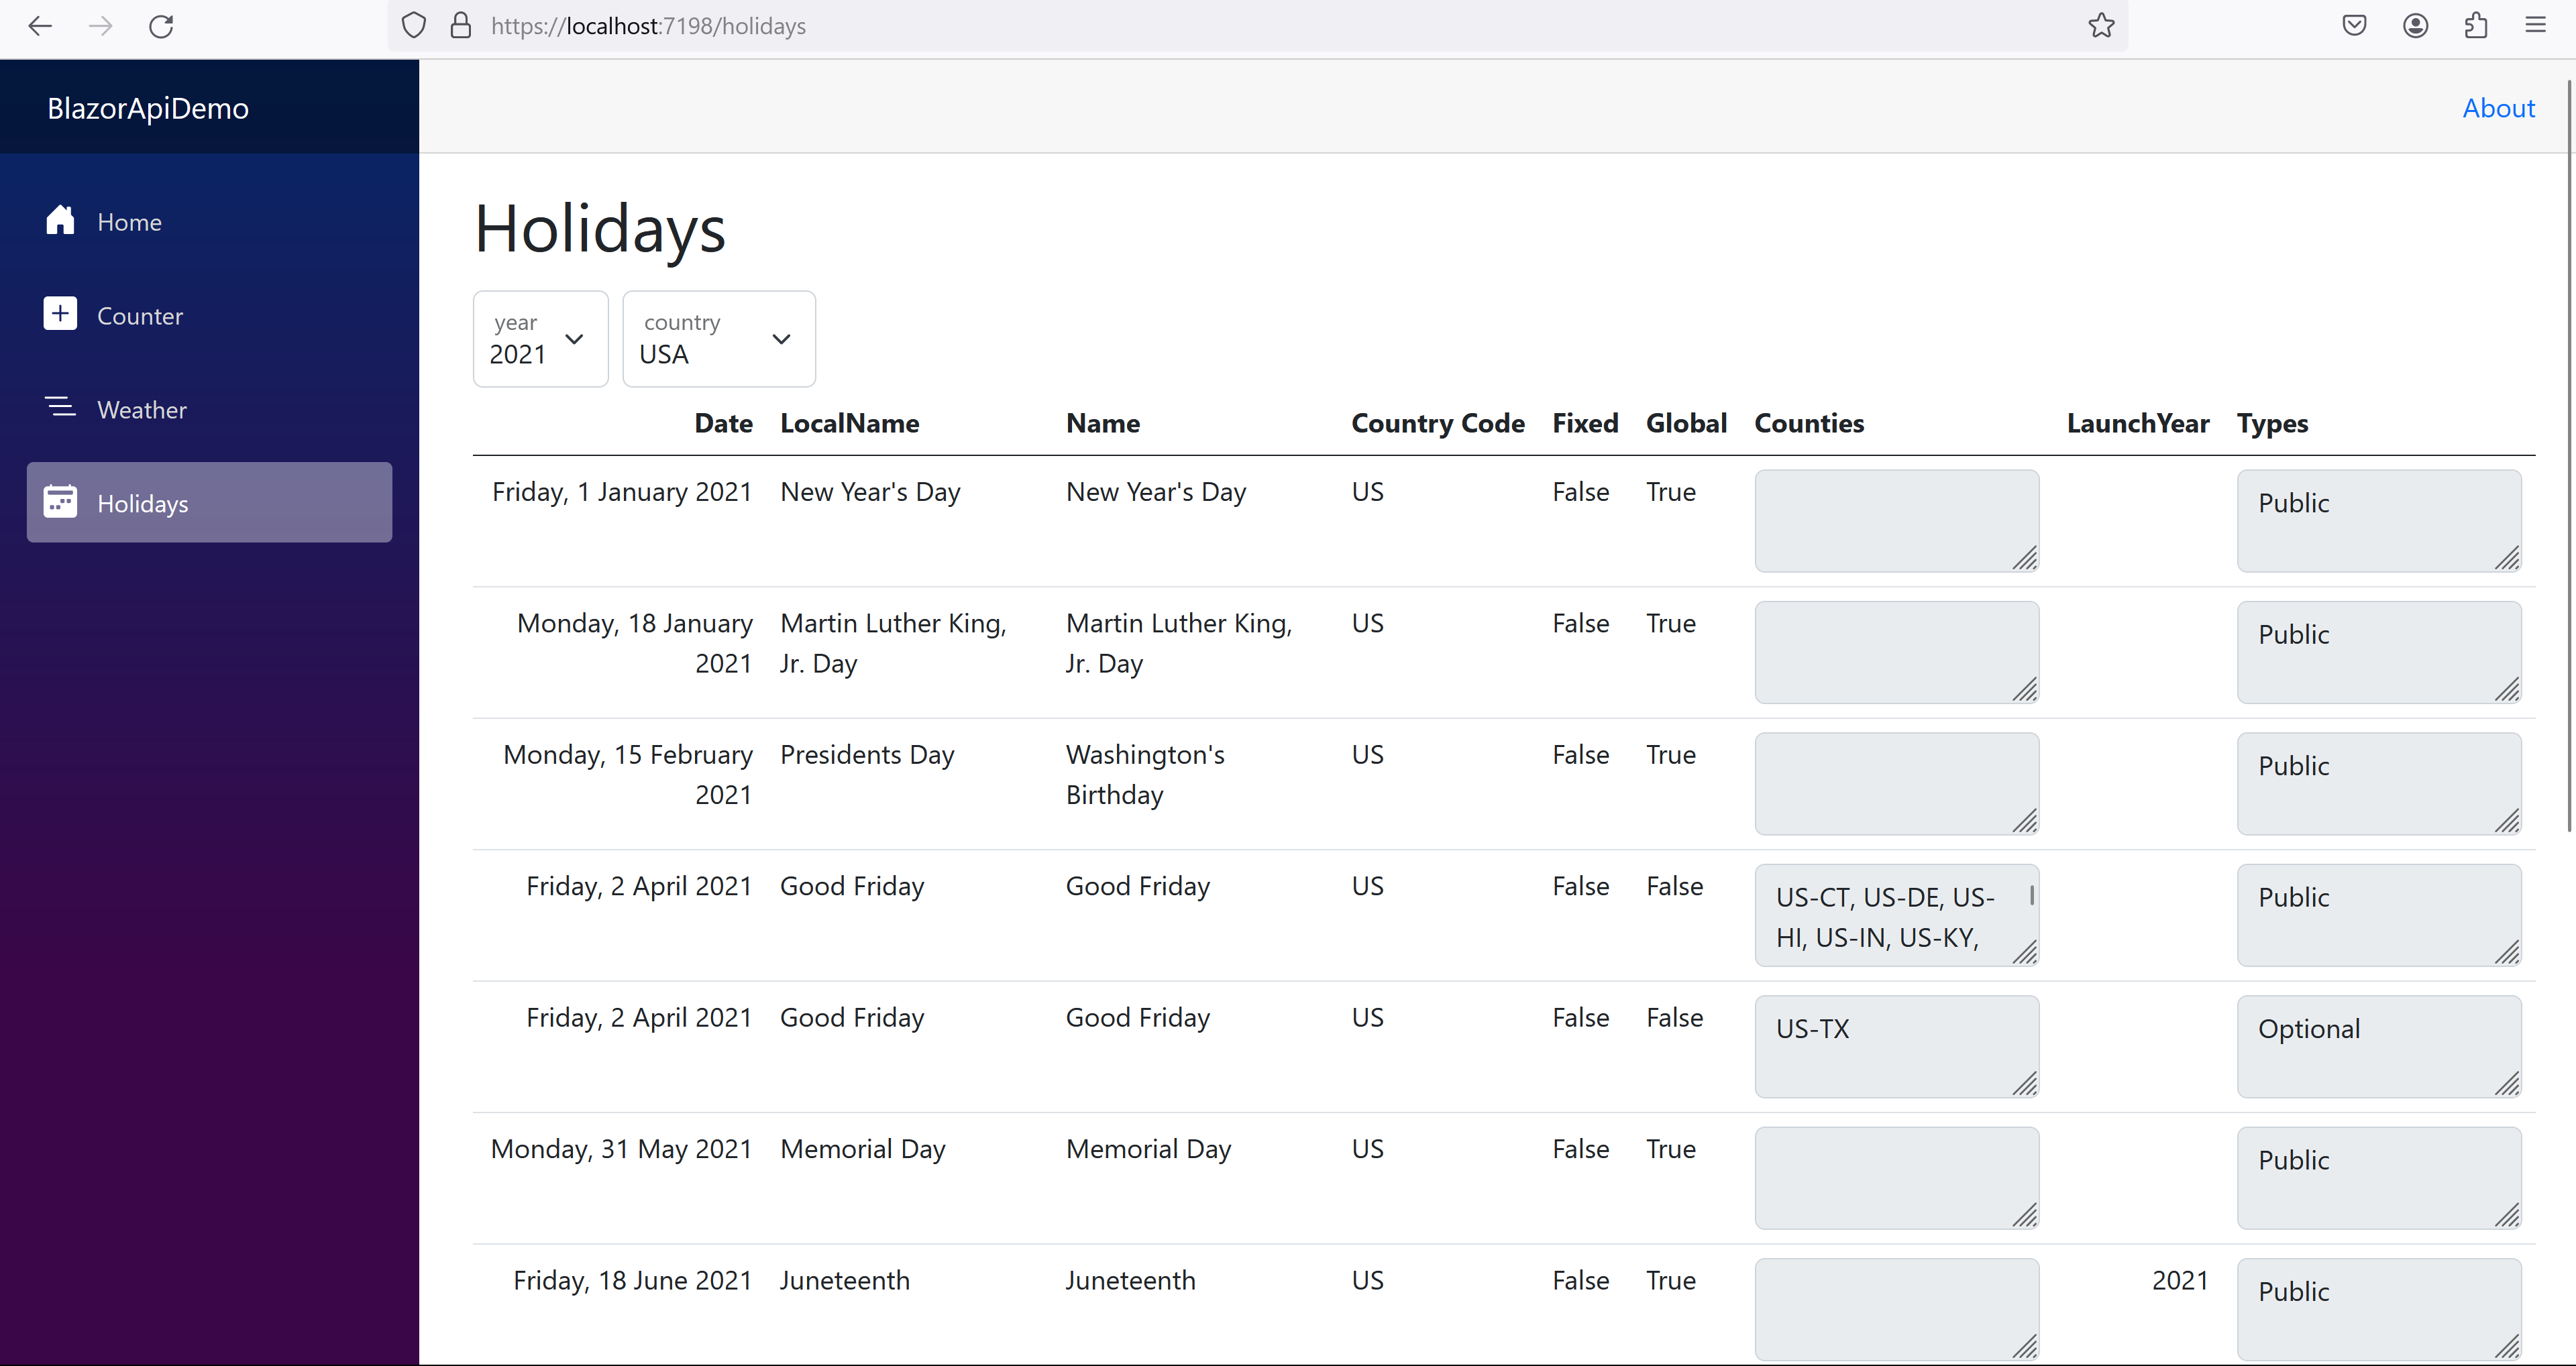 https://localhost:7198/holidays
BlazorApiDemo
About
Home
Counter
Weather
Holidays
Holidays
year
2021
country
USA
Date LocalName Name Country Code Fixed Global Counties LaunchYear Types
Friday, 1 January 2021 New Year's Day New Year's Day US False True Public
Monday, 18 January Martin Luther King, Martin Luther King, US False True Public
2021 Jr. Day Jr. Day
Monday, 15 February Presidents Day Washington's US False True Public
2021 Birthday
Friday, 2 April 2021 Good Friday Good Friday US False False US-CT, US-DE, US- Public
HI, US-IN, US-KY,
Friday, 2 April 2021 Good Friday Good Friday US False False US-TX Optional
Monday, 31 May 2021 Memorial Day Memorial Day US False True Public
Friday, 18 June 2021 Juneteenth Juneteenth US False True 2021 Public